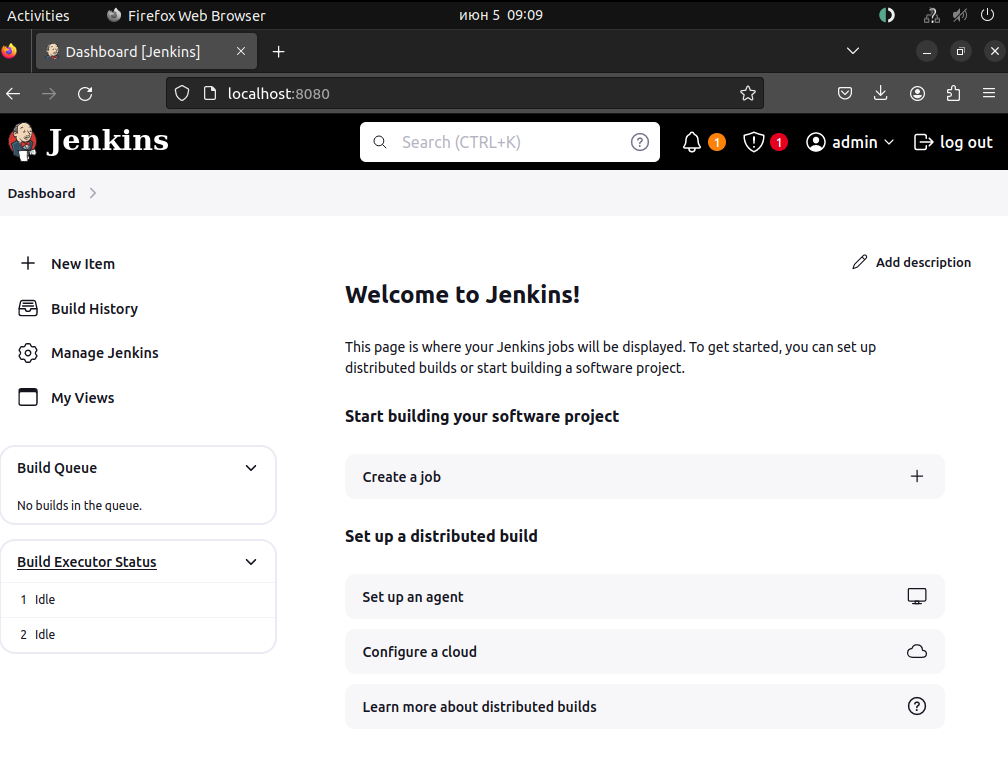 Activities Firefox Web Browser июн 5 09:09
Dashboard [Jenkins]
localhost:8080
Jenkins Search (CTRL+K) 1 1 admin log out
Dashboard
New Item
Build History
Manage Jenkins
My Views
Build Queue
No builds in the queue.
Build Executor Status
1 Idle
2 Idle
Add description
Welcome to Jenkins!
This page is where your Jenkins jobs will be displayed. To get started, you can set up
distributed builds or start building a software project.
Start building your software project
Create a job
Set up a distributed build
Set up an agent
Configure a cloud
Learn more about distributed builds